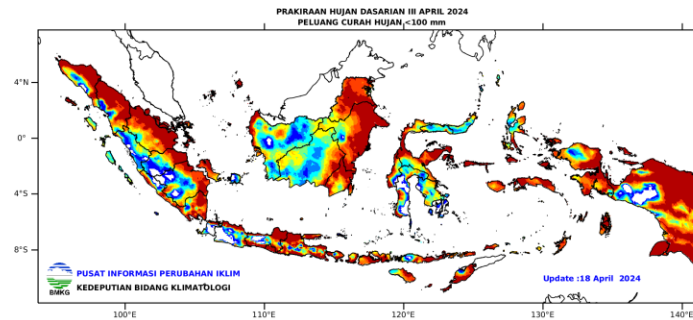 PRAKIRAAN HUJAN DASARIAN III APRIL 2024
PELUANG CURAH HUJAN <100 mm
4°N
0°
4°S
8°S
PUSAT INFORMASI PERUBAHAN IKLIM
KEDEPUTIAN BIDANG KLIMATOLOGI
BMKG
Update :18 April 2024
100°E
110°E
120°E
130°E
140°E